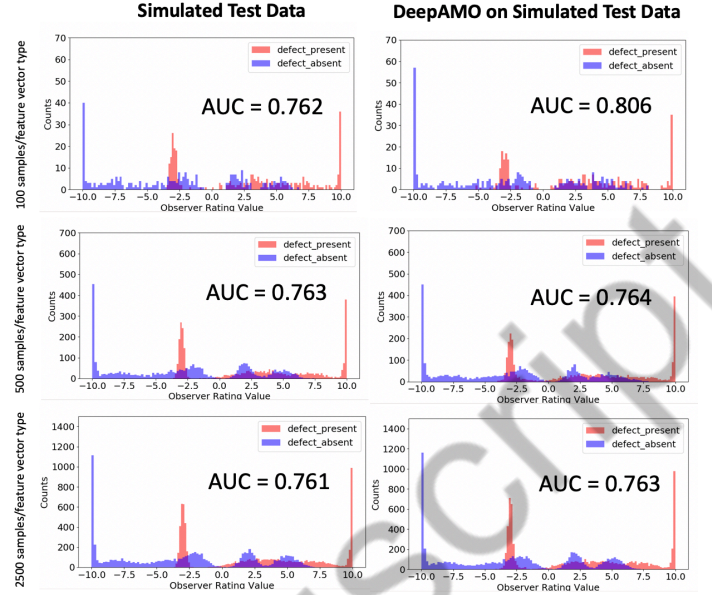 Simulated Test Data
DeepAMO on Simulated Test Data
100 samples/feature vector type
70
60
50
40
30
20
10
0
Counts
defect_present
defect_absent
AUC = 0.762
−10.0 −7.5 −5.0 −2.5 0.0 2.5 5.0 7.5 10.0
Observer Rating Value
70
60
50
40
30
20
10
0
Counts
defect_present
defect_absent
AUC = 0.806
−10.0 −7.5 −5.0 −2.5 0.0 2.5 5.0 7.5 10.0
Observer Rating Value
500 samples/feature vector type
700
600
500
400
300
200
100
0
Counts
defect_present
defect_absent
AUC = 0.763
−10.0 −7.5 −5.0 −2.5 0.0 2.5 5.0 7.5 10.0
Observer Rating Value
700
600
500
400
300
200
100
0
Counts
defect_present
defect_absent
AUC = 0.764
−10.0 −7.5 −5.0 −2.5 0.0 2.5 5.0 7.5 10.0
Observer Rating Value
2500 samples/feature vector type
1400
1200
1000
800
600
400
200
0
Counts
defect_present
defect_absent
AUC = 0.761
−10.0 −7.5 −5.0 −2.5 0.0 2.5 5.0 7.5 10.0
Observer Rating Value
1400
1200
1000
800
600
400
200
0
Counts
defect_present
defect_absent
AUC = 0.763
−10.0 −7.5 −5.0 −2.5 0.0 2.5 5.0 7.5 10.0
Observer Rating Value
script